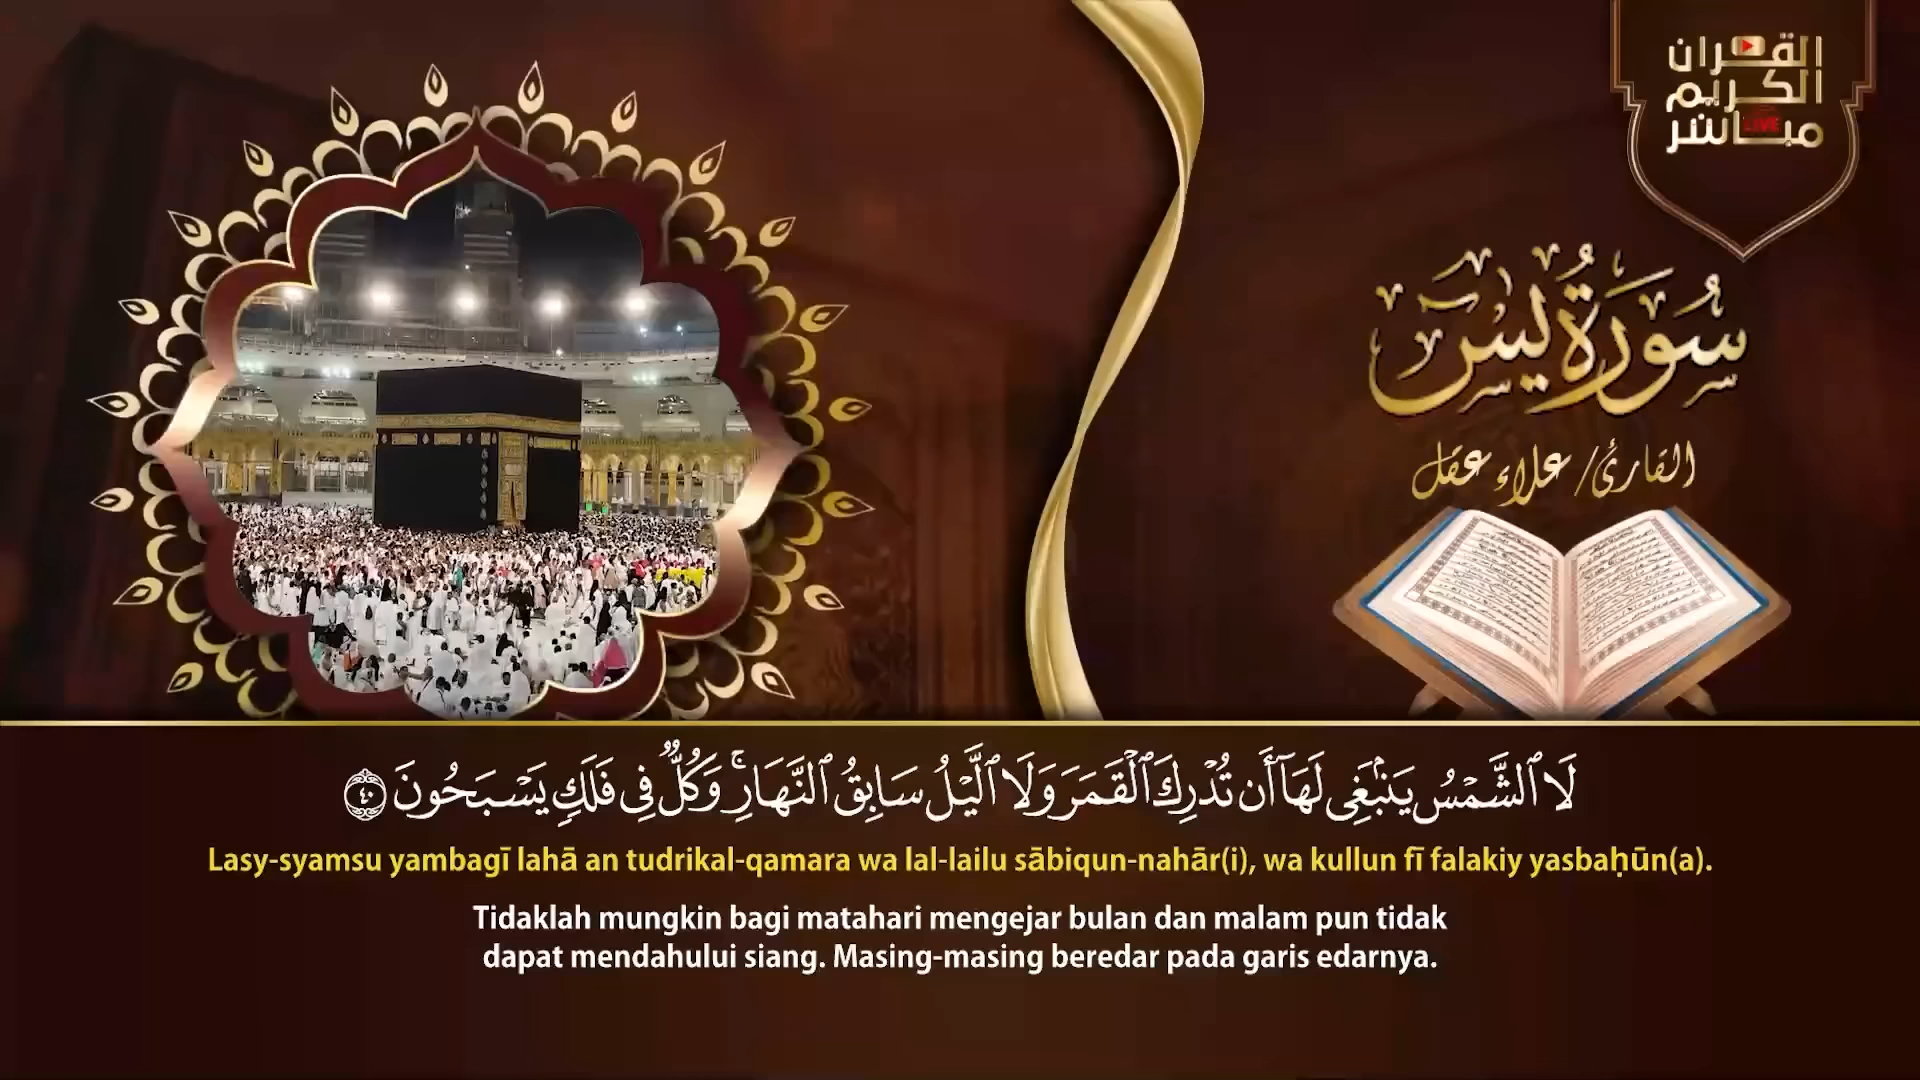 القرآن
الكريم
مباشر
LIVE
سُورَةُ يسٓ
القارئ/ علاء عقل
لَا ٱلشَّمْسُ يَنۢبَغِى لَهَآ أَن تُدْرِكَ ٱلْقَمَرَ وَلَا ٱلَّيْلُ سَابِقُ ٱلنَّهَارِ ۚ وَكُلٌّ فِى فَلَكٍ يَسْبَحُونَ ٤٠
Lasy-syamsu yambagī lahā an tudrikal-qamara wa lal-lailu sābiqun-nahār(i), wa kullun fī falakiy yasbaḥūn(a).
Tidaklah mungkin bagi matahari mengejar bulan dan malam pun tidak
dapat mendahului siang. Masing-masing beredar pada garis edarnya.